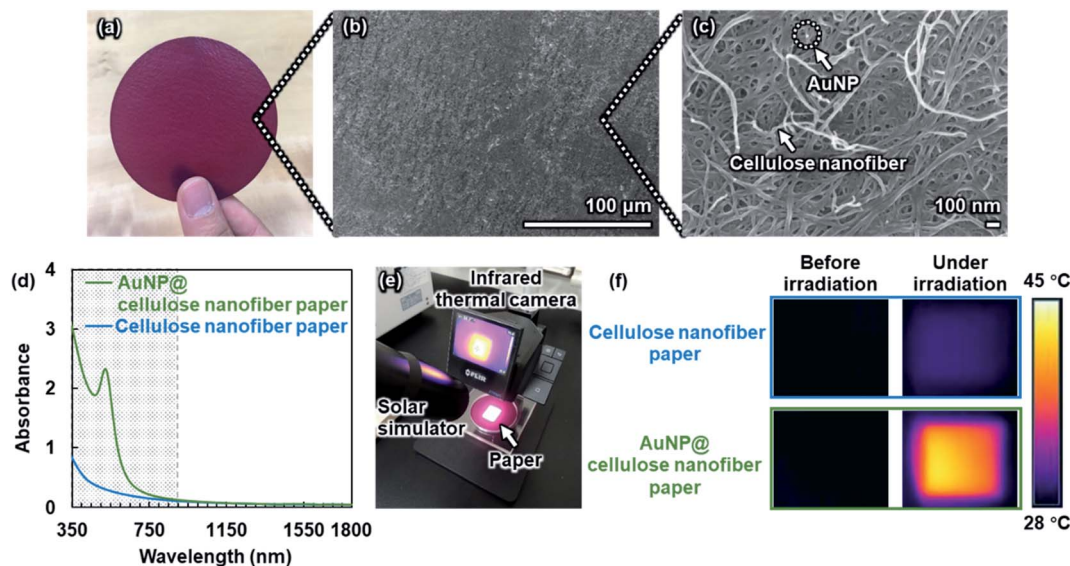 (a)
(b)
100 µm
(c)
AuNP
Cellulose nanofiber
100 nm
(d)
4
3
2
1
0
Absorbance
AuNP@
cellulose nanofiber paper
Cellulose nanofiber paper
350
750
1150
1550
1800
Wavelength (nm)
(e)
Infrared
thermal camera
FLIR
Solar
simulator
Paper
(f)
Before
irradiation
Under
irradiation
Cellulose nanofiber
paper
AuNP@
cellulose nanofiber
paper
45 °C
28 °C